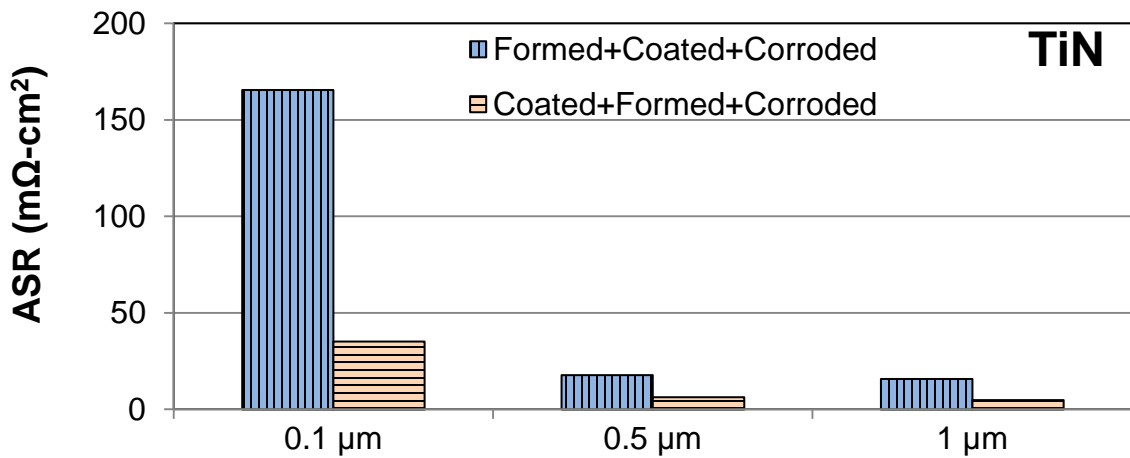 200
150
100
50
0
ASR (mΩ-cm²)
Formed+Coated+Corroded
Coated+Formed+Corroded
TiN
0.1 µm
0.5 µm
1 µm